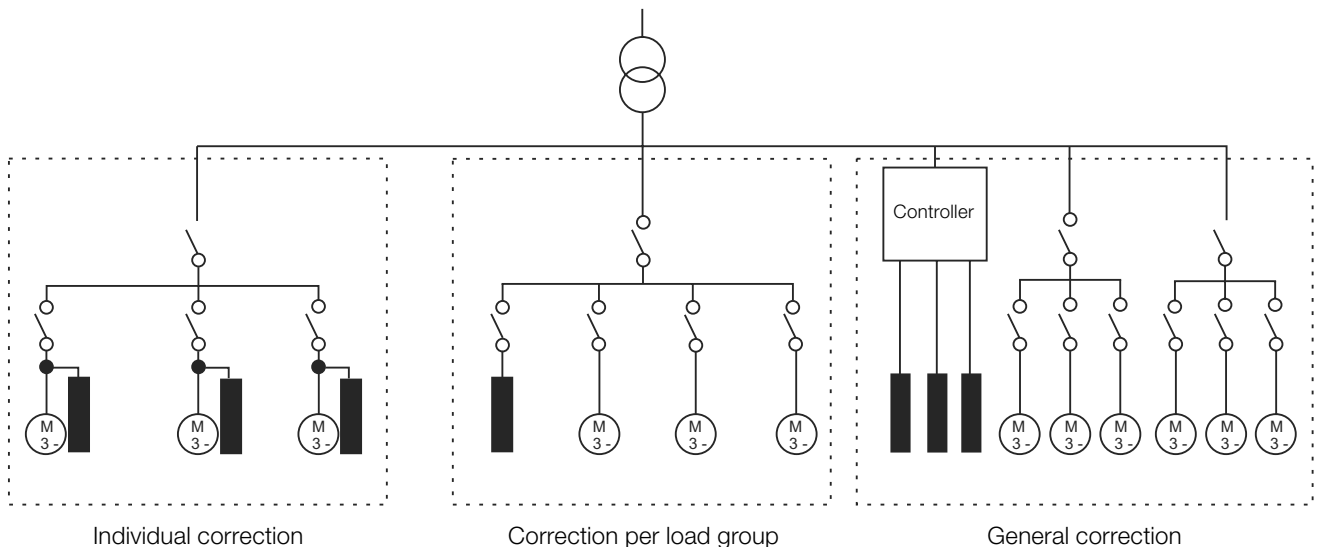 Controller
M
3 -
M
3 -
M
3 -
M
3 -
M
3 -
M
3 -
M
3 -
M
3 -
M
3 -
M
3 -
M
3 -
M
3 -
Individual correction
Correction per load group
General correction